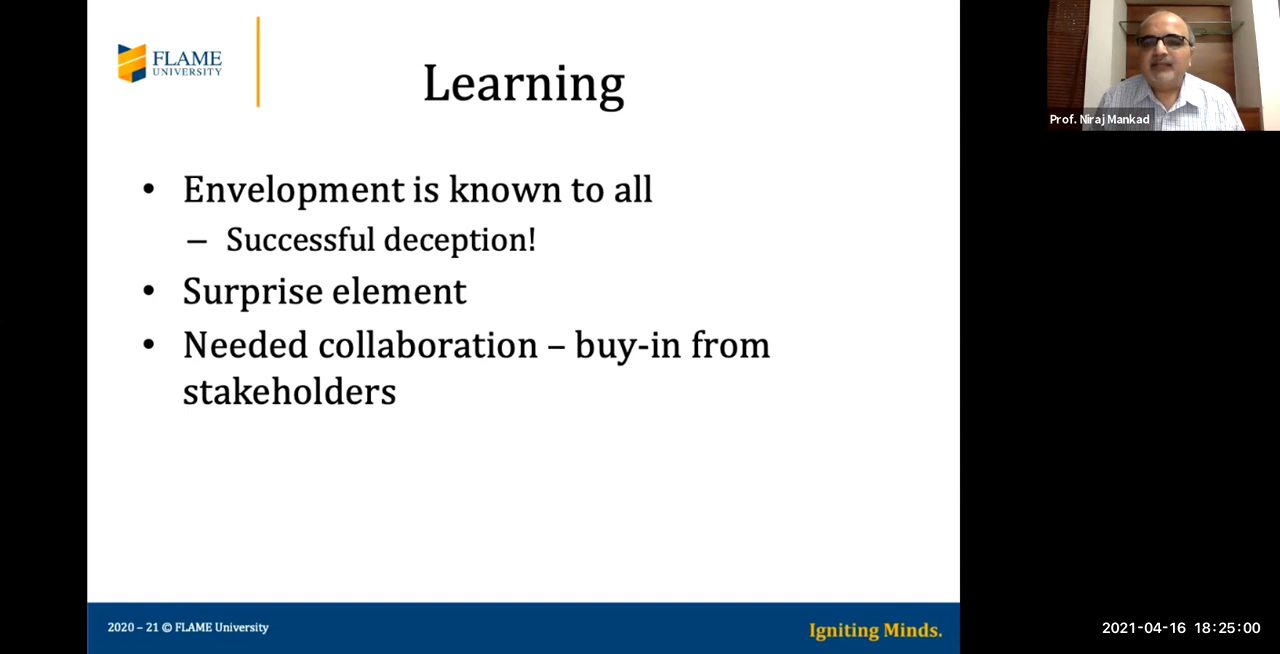 FLAME
UNIVERSITY
Learning
• Envelopment is known to all
– Successful deception!
• Surprise element
• Needed collaboration – buy-in from
stakeholders
2020 – 21 © FLAME University
Igniting Minds.
Prof. Niraj Mankad
2021-04-16 18:25:00